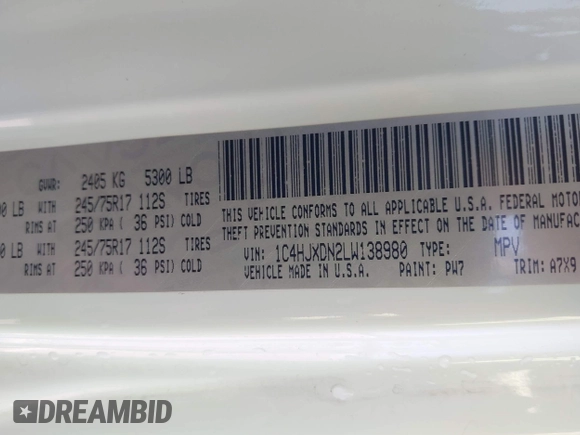 GVWR: 2405 KG 5300 LB
LB WITH 245/75R17 112S TIRES
RIMS AT 250 KPA ( 36 PSI) COLD
LB WITH 245/75R17 112S TIRES
RIMS AT 250 KPA ( 36 PSI) COLD
THIS VEHICLE CONFORMS TO ALL APPLICABLE U.S.A. FEDERAL MOTOR
THEFT PREVENTION STANDARDS IN EFFECT ON THE DATE OF MANUFAC
VIN: 1C4HJXDN2LW138980 TYPE: MPV
VEHICLE MADE IN U.S.A. PAINT: PW7 TRIM: A7X9
DREAMBID